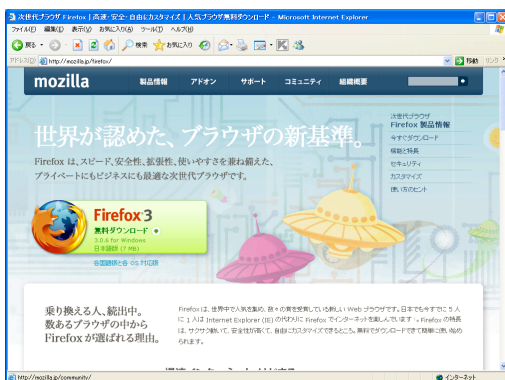 次世代ブラウザ Firefox | 高速・安全・自由にカスタマイズ | 人気ブラウザ無料ダウンロード - Microsoft Internet Explorer
ファイル(F) 編集(E) 表示(V) お気に入り(A) ツール(T) ヘルプ(H)
戻る 検索 お気に入り
アドレス(D) http://mozilla.jp/firefox/ 移動 リンク
mozilla 製品情報 アドオン サポート コミュニティ 組織概要
次世代ブラウザ
Firefox 製品情報
今すぐダウンロード
機能と特長
セキュリティ
カスタマイズ
使い方のヒント
世界が認めた、ブラウザの新基準。
Firefox は、スピード、安全性、拡張性、使いやすさを兼ね備えた、
プライベートにもビジネスにも最適な次世代ブラウザです。
Firefox 3
無料ダウンロード
3.0.6 for Windows
日本語版 (7 MB)
各国語版と各 OS 対応版
乗り換える人、続出中。
数あるブラウザの中から
Firefox が選ばれる理由。
Firefox は、世界中で人気を集め、数々の賞を受賞している新しい Web ブラウザです。日本でも今すでに 5 人
に 1 人は Internet Explorer (IE) の代わりに Firefox でインターネットを楽しんでいます。Firefox の特長
は、サクサク動いて、安全性が高くて、自由にカスタマイズできるところ。無料でダウンロードできて簡単に使い始め
られます。
http://mozilla.jp/community/ インターネット